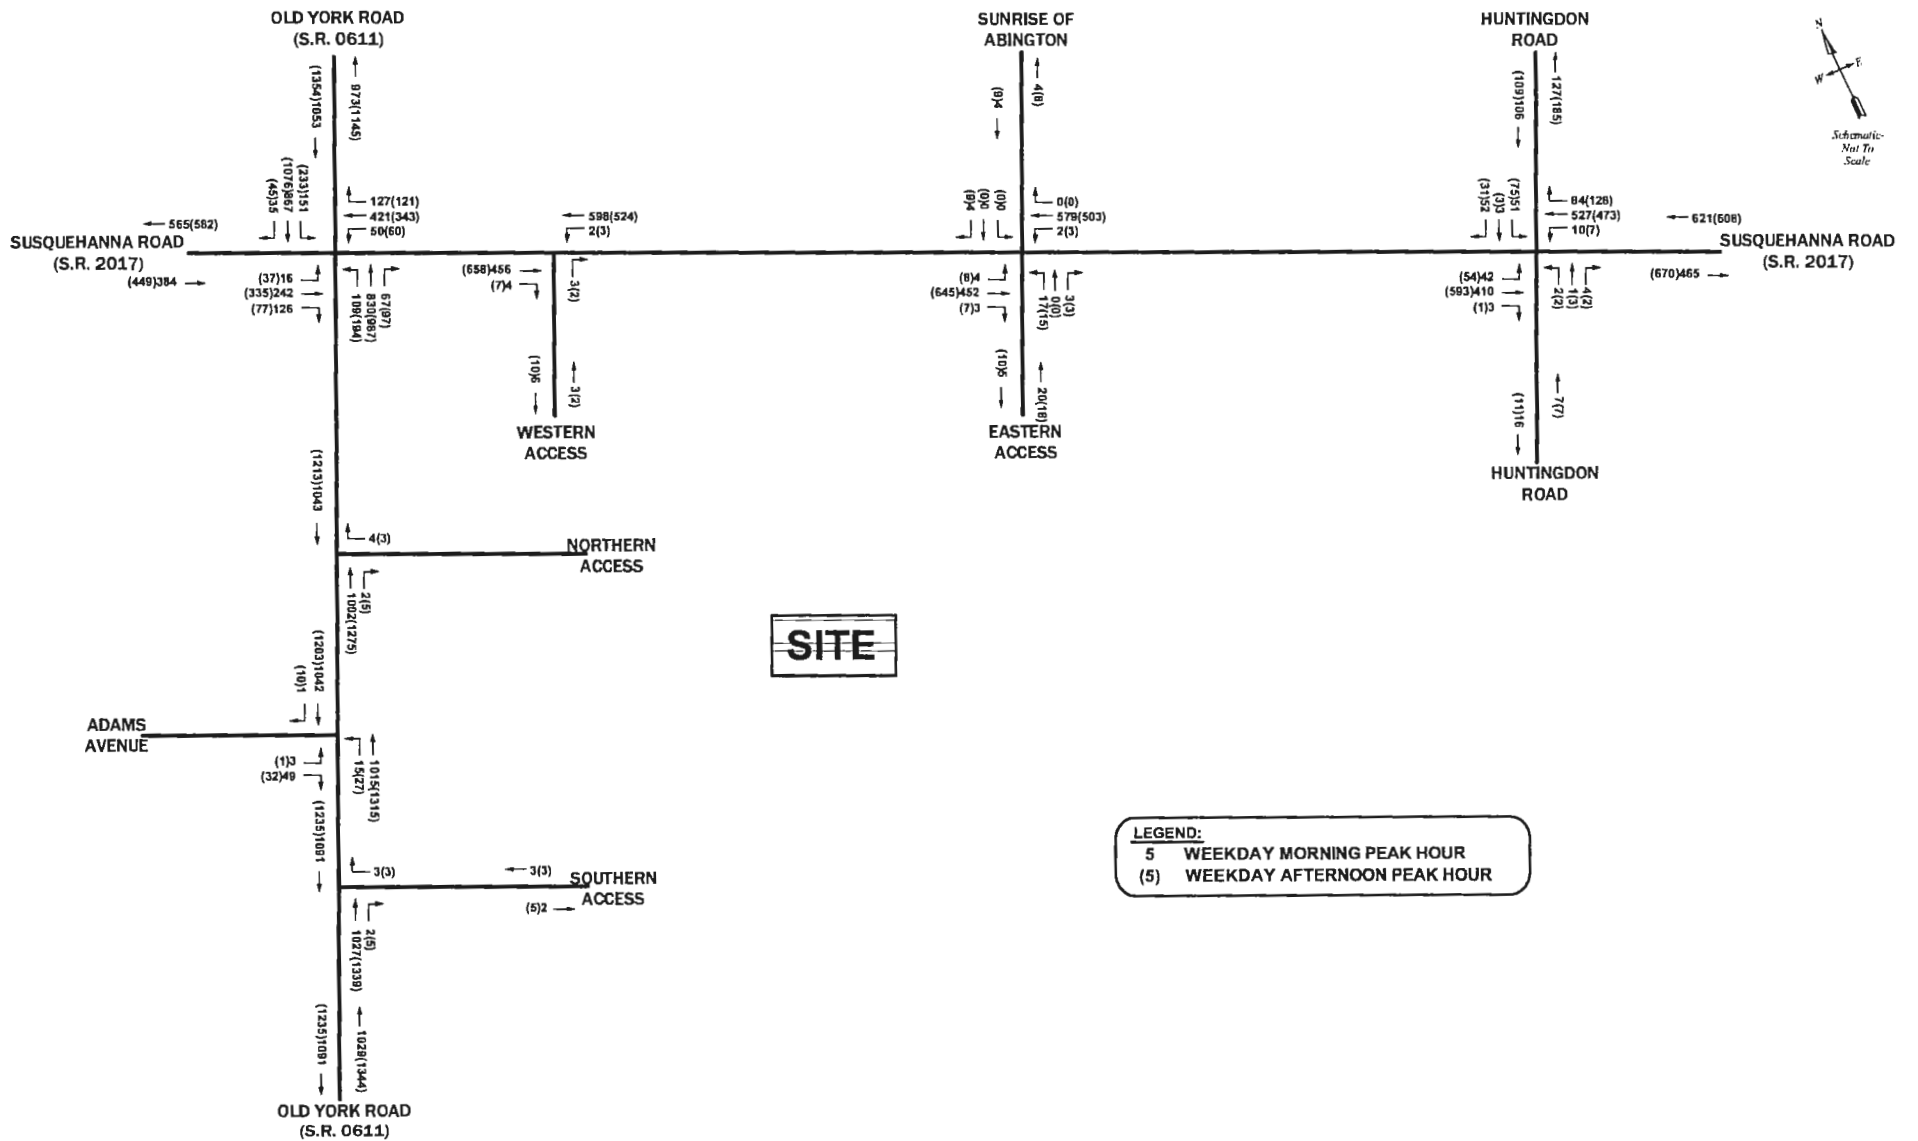 OLD YORK ROAD
(S.R. 0611)
SUNRISE OF
ABINGTON
HUNTINGDON
ROAD
N
W
E
Schematic-
Not To
Scale
(1354)1053
973(1145)
(45)35
(1076)867
(233)151
127(121)
421(343)
50(60)
565(582)
SUSQUEHANNA ROAD
(S.R. 2017)
(449)384
(37)16
(335)242
(77)126
109(194)
830(987)
67(97)
598(524)
2(3)
(658)456
(7)4
3(2)
(10)6
3(2)
WESTERN
ACCESS
(8)4
4(8)
(8)4
(0)0
(0)0
0(0)
579(503)
2(3)
(8)4
(645)452
(7)3
17(15)
0(0)
3(3)
(10)5
20(18)
EASTERN
ACCESS
(109)106
127(185)
(31)52
(3)3
(75)51
84(128)
527(473)
10(7)
621(608)
SUSQUEHANNA ROAD
(S.R. 2017)
(670)465
(54)42
(593)410
(1)3
2(2)
1(3)
4(2)
(11)16
7(7)
HUNTINGDON
ROAD
(1213)1043
4(3)
NORTHERN
ACCESS
1002(1275)
2(5)
SITE
(10)1
(1203)1042
ADAMS
AVENUE
(1)3
(32)49
15(27)
1015(1315)
(1235)1091
3(3)
3(3)
SOUTHERN
ACCESS
(5)2
1027(1339)
2(5)
(1235)1091
1029(1344)
OLD YORK ROAD
(S.R. 0611)
LEGEND:
5 WEEKDAY MORNING PEAK HOUR
(5) WEEKDAY AFTERNOON PEAK HOUR